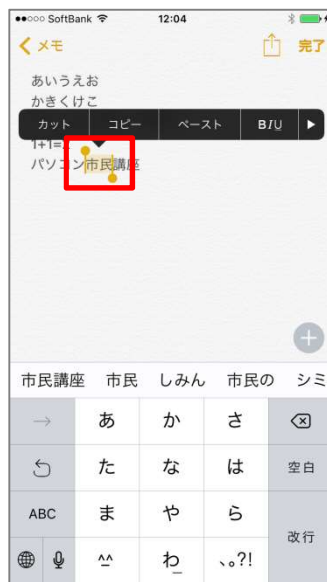 SoftBank 12:04
メモ 完了
あいうえお
かきくけこ
カット コピー ペースト BIU
1+1=2
パソコン市民講座
市民講座 市民 しみん 市民の シミ
あ か さ
た な は 空白
ABC ま や ら
改行
^^ わ 、。?!